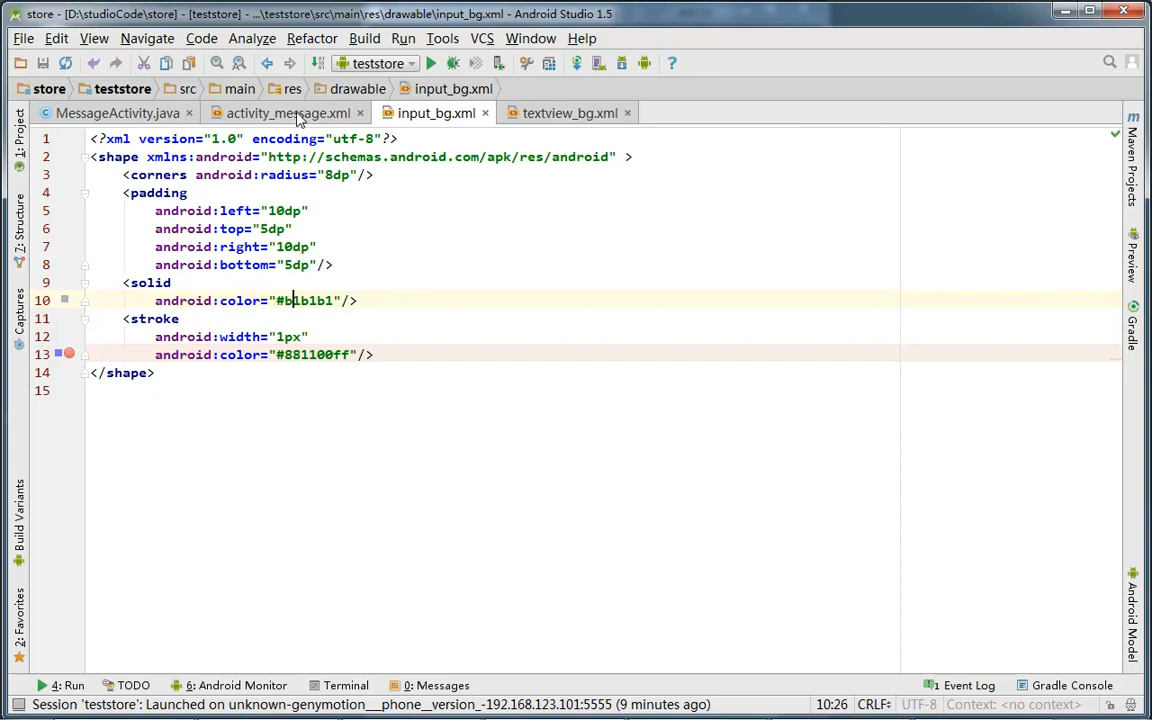 store - [D:\studioCode\store] - [teststore] - ...\teststore\src\main\res\drawable\input_bg.xml - Android Studio 1.5
File Edit View Navigate Code Analyze Refactor Build Run Tools VCS Window Help
teststore
store teststore src main res drawable input_bg.xml
MessageActivity.java activity_message.xml input_bg.xml textview_bg.xml
1 <?xml version="1.0" encoding="utf-8"?>
2 <shape xmlns:android="http://schemas.android.com/apk/res/android" >
3 <corners android:radius="8dp"/>
4 <padding
5 android:left="10dp"
6 android:top="5dp"
7 android:right="10dp"
8 android:bottom="5dp"/>
9 <solid
10 android:color="#b1b1b1"/>
11 <stroke
12 android:width="1px"
13 android:color="#881100ff"/>
14 </shape>
15
1: Project
7: Structure
Captures
Build Variants
2: Favorites
Maven Projects
Preview
Gradle
Android Model
4: Run TODO 6: Android Monitor Terminal 0: Messages 1 Event Log Gradle Console
Session 'teststore': Launched on unknown-genymotion__phone__version_-192.168.123.101:5555 (9 minutes ago) 10:26 CRLF UTF-8 Context: <no context>